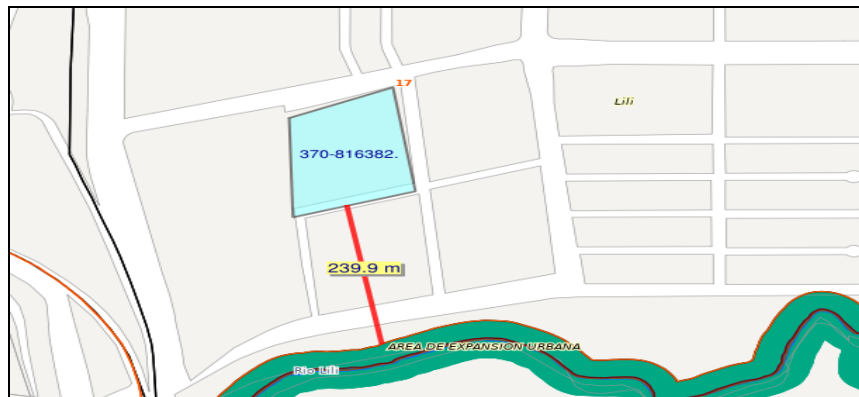 17
Lili
370-816382.
239.9 m
AREA DE EXPANSION URBANA
Rio Lili